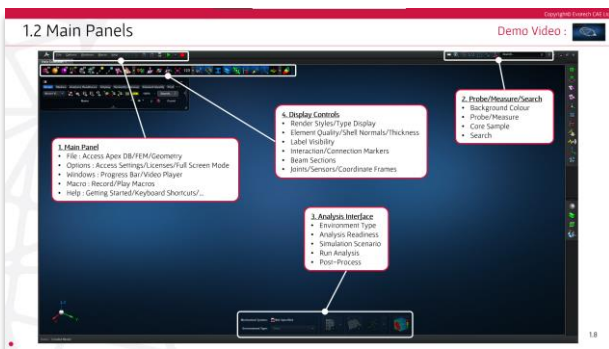 Copyright© Evotech CAE Ltd
1.2 Main Panels
Demo Video :
Search...
1. Main Panel
• File : Access Apex DB/FEM/Geometry
• Options : Access Settings/Licenses/Full Screen Mode
• Windows : Progress Bar/Video Player
• Macro : Record/Play Macros
• Help : Getting Started/Keyboard Shortcuts/...
4. Display Controls
• Render Styles/Type Display
• Element Quality/Shell Normals/Thickness
• Label Visibility
• Interaction/Connection Markers
• Beam Sections
• Joints/Sensors/Coordinate Frames
2. Probe/Measure/Search
• Background Colour
• Probe/Measure
• Core Sample
• Search
3. Analysis Interface
• Environment Type
• Analysis Readiness
• Simulation Scenario
• Run Analysis
• Post-Process
1.8